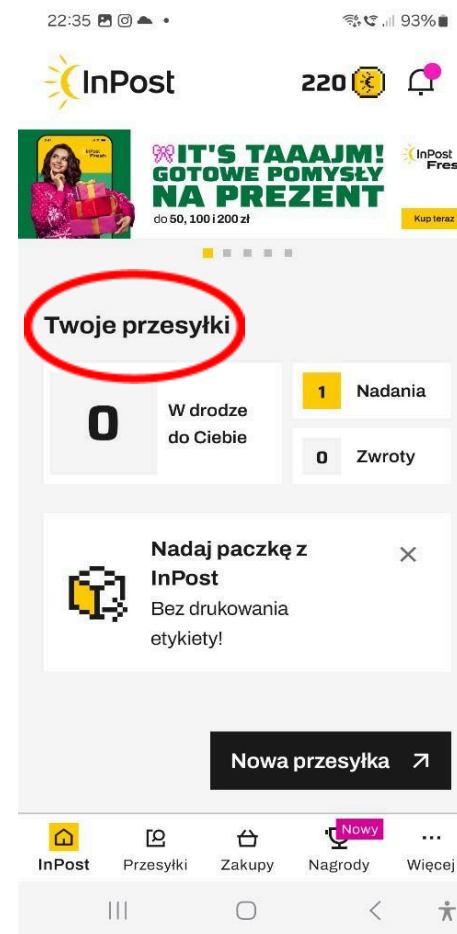 22:35
93%
InPost
220
IT'S TAAAJM!
GOTOWE POMYSŁY
NA PREZENT
do 50, 100 i 200 zł
InPost
Fres
Kup teraz
Twoje przesyłki
0
W drodze
do Ciebie
1 Nadania
0 Zwroty
Nadaj paczkę z
InPost
Bez drukowania
etykiety!
Nowa przesyłka
Nowy
InPost Przesyłki Zakupy Nagrody Więcej